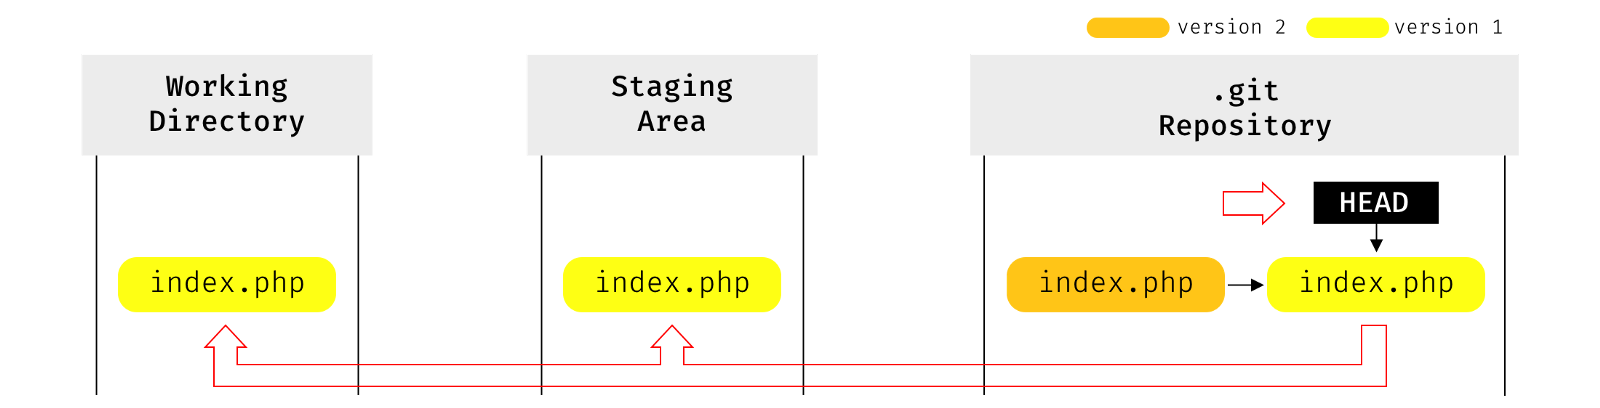 version 2
version 1
Working
Directory
Staging
Area
.git
Repository
HEAD
index.php
index.php
index.php
index.php